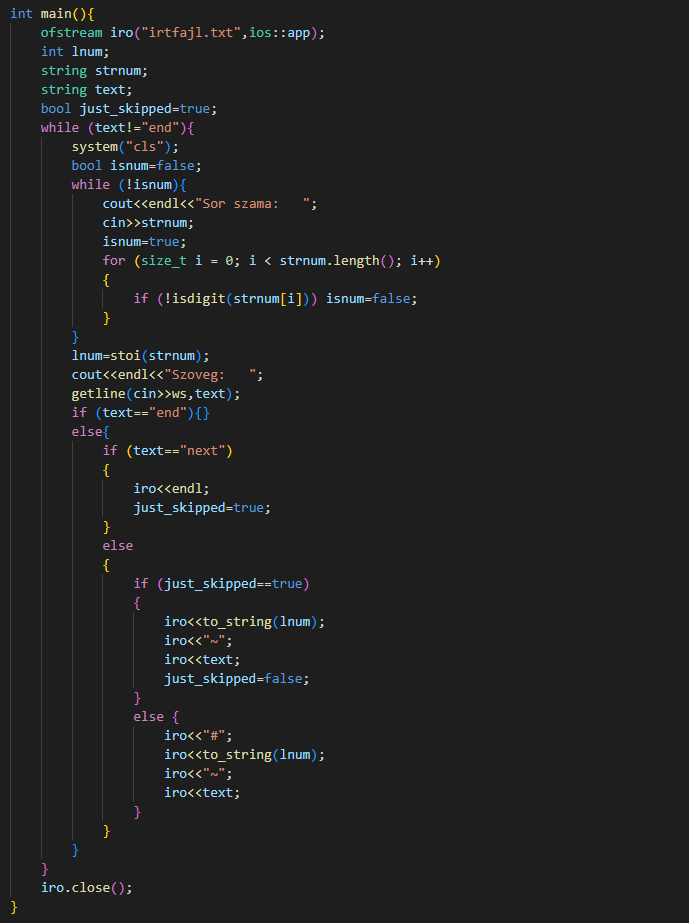 int main(){
    ofstream iro("irtfajl.txt",ios::app);
    int lnum;
    string strnum;
    string text;
    bool just_skipped=true;
    while (text!="end"){
        system("cls");
        bool isnum=false;
        while (!isnum){
            cout<<endl<<"Sor szama:   ";
            cin>>strnum;
            isnum=true;
            for (size_t i = 0; i < strnum.length(); i++)
            {
                if (!isdigit(strnum[i])) isnum=false;
            }
        }
        lnum=stoi(strnum);
        cout<<endl<<"Szoveg:   ";
        getline(cin>>ws,text);
        if (text=="end"){}
        else{
            if (text=="next")
            {
                iro<<endl;
                just_skipped=true;
            }
            else
            {
                if (just_skipped==true)
                {
                    iro<<to_string(lnum);
                    iro<<"~";
                    iro<<text;
                    just_skipped=false;
                }
                else {
                    iro<<"#";
                    iro<<to_string(lnum);
                    iro<<"~";
                    iro<<text;
                }
            }
        }
    }
    iro.close();
}